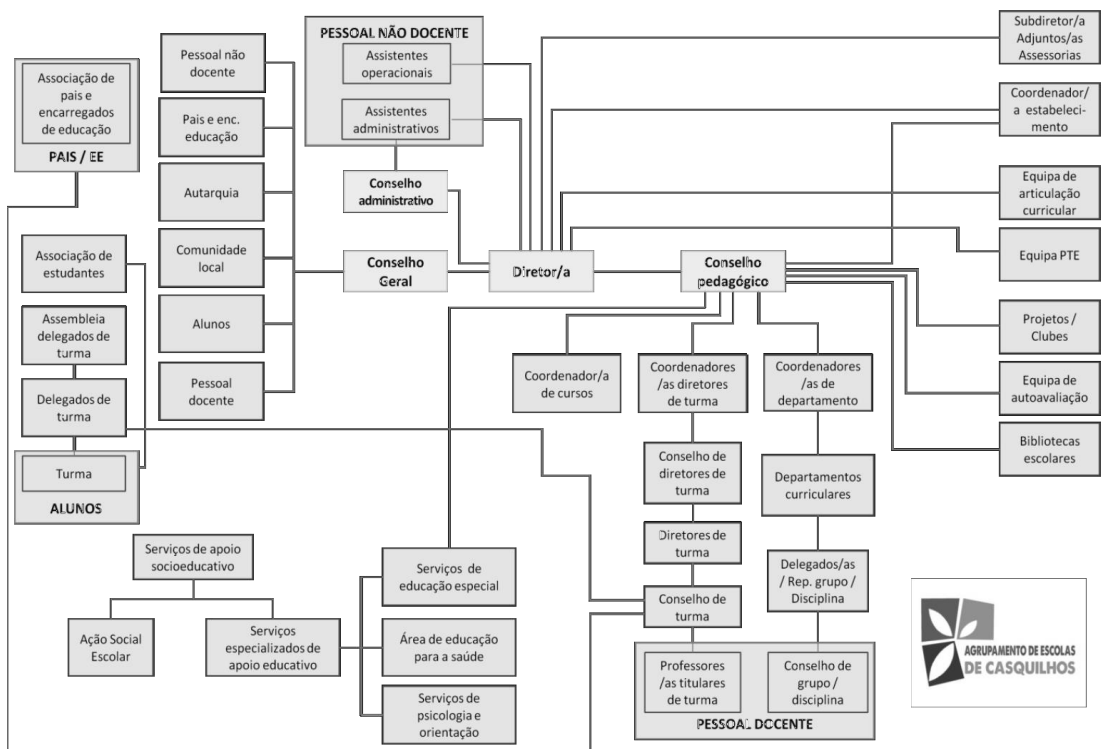 PESSOAL NÃO DOCENTE
Assistentes
operacionais
Assistentes
administrativos
Subdiretor/a
Adjuntos/as
Assessorias
Pessoal não
docente
Associação de
pais e
encarregados
de educação
PAIS / EE
Pais e enc.
educação
Coordenador/
a estabeleci-
mento
Conselho
administrativo
Autarquia
Equipa de
articulação
curricular
Associação de
estudantes
Comunidade
local
Conselho
Geral
Diretor/a
Conselho
pedagógico
Equipa PTE
Assembleia
delegados de
turma
Alunos
Projetos /
Clubes
Delegados de
turma
Pessoal
docente
Coordenador/a
de cursos
Coordenadores
/as diretores
de turma
Coordenadores
/as de
departamento
Equipa de
autoavaliação
Turma
ALUNOS
Conselho de
diretores de
turma
Departamentos
curriculares
Bibliotecas
escolares
Serviços de apoio
socioeducativo
Diretores de
turma
Serviços de
educação especial
Delegados/as
/ Rep. grupo /
Disciplina
Conselho de
turma
Ação Social
Escolar
Serviços
especializados de
apoio educativo
Área de educação
para a saúde
Professores
/as titulares
de turma
Conselho de
grupo /
disciplina
PESSOAL DOCENTE
Serviços de
psicologia e
orientação
AGRUPAMENTO DE ESCOLAS
DE CASQUILHOS